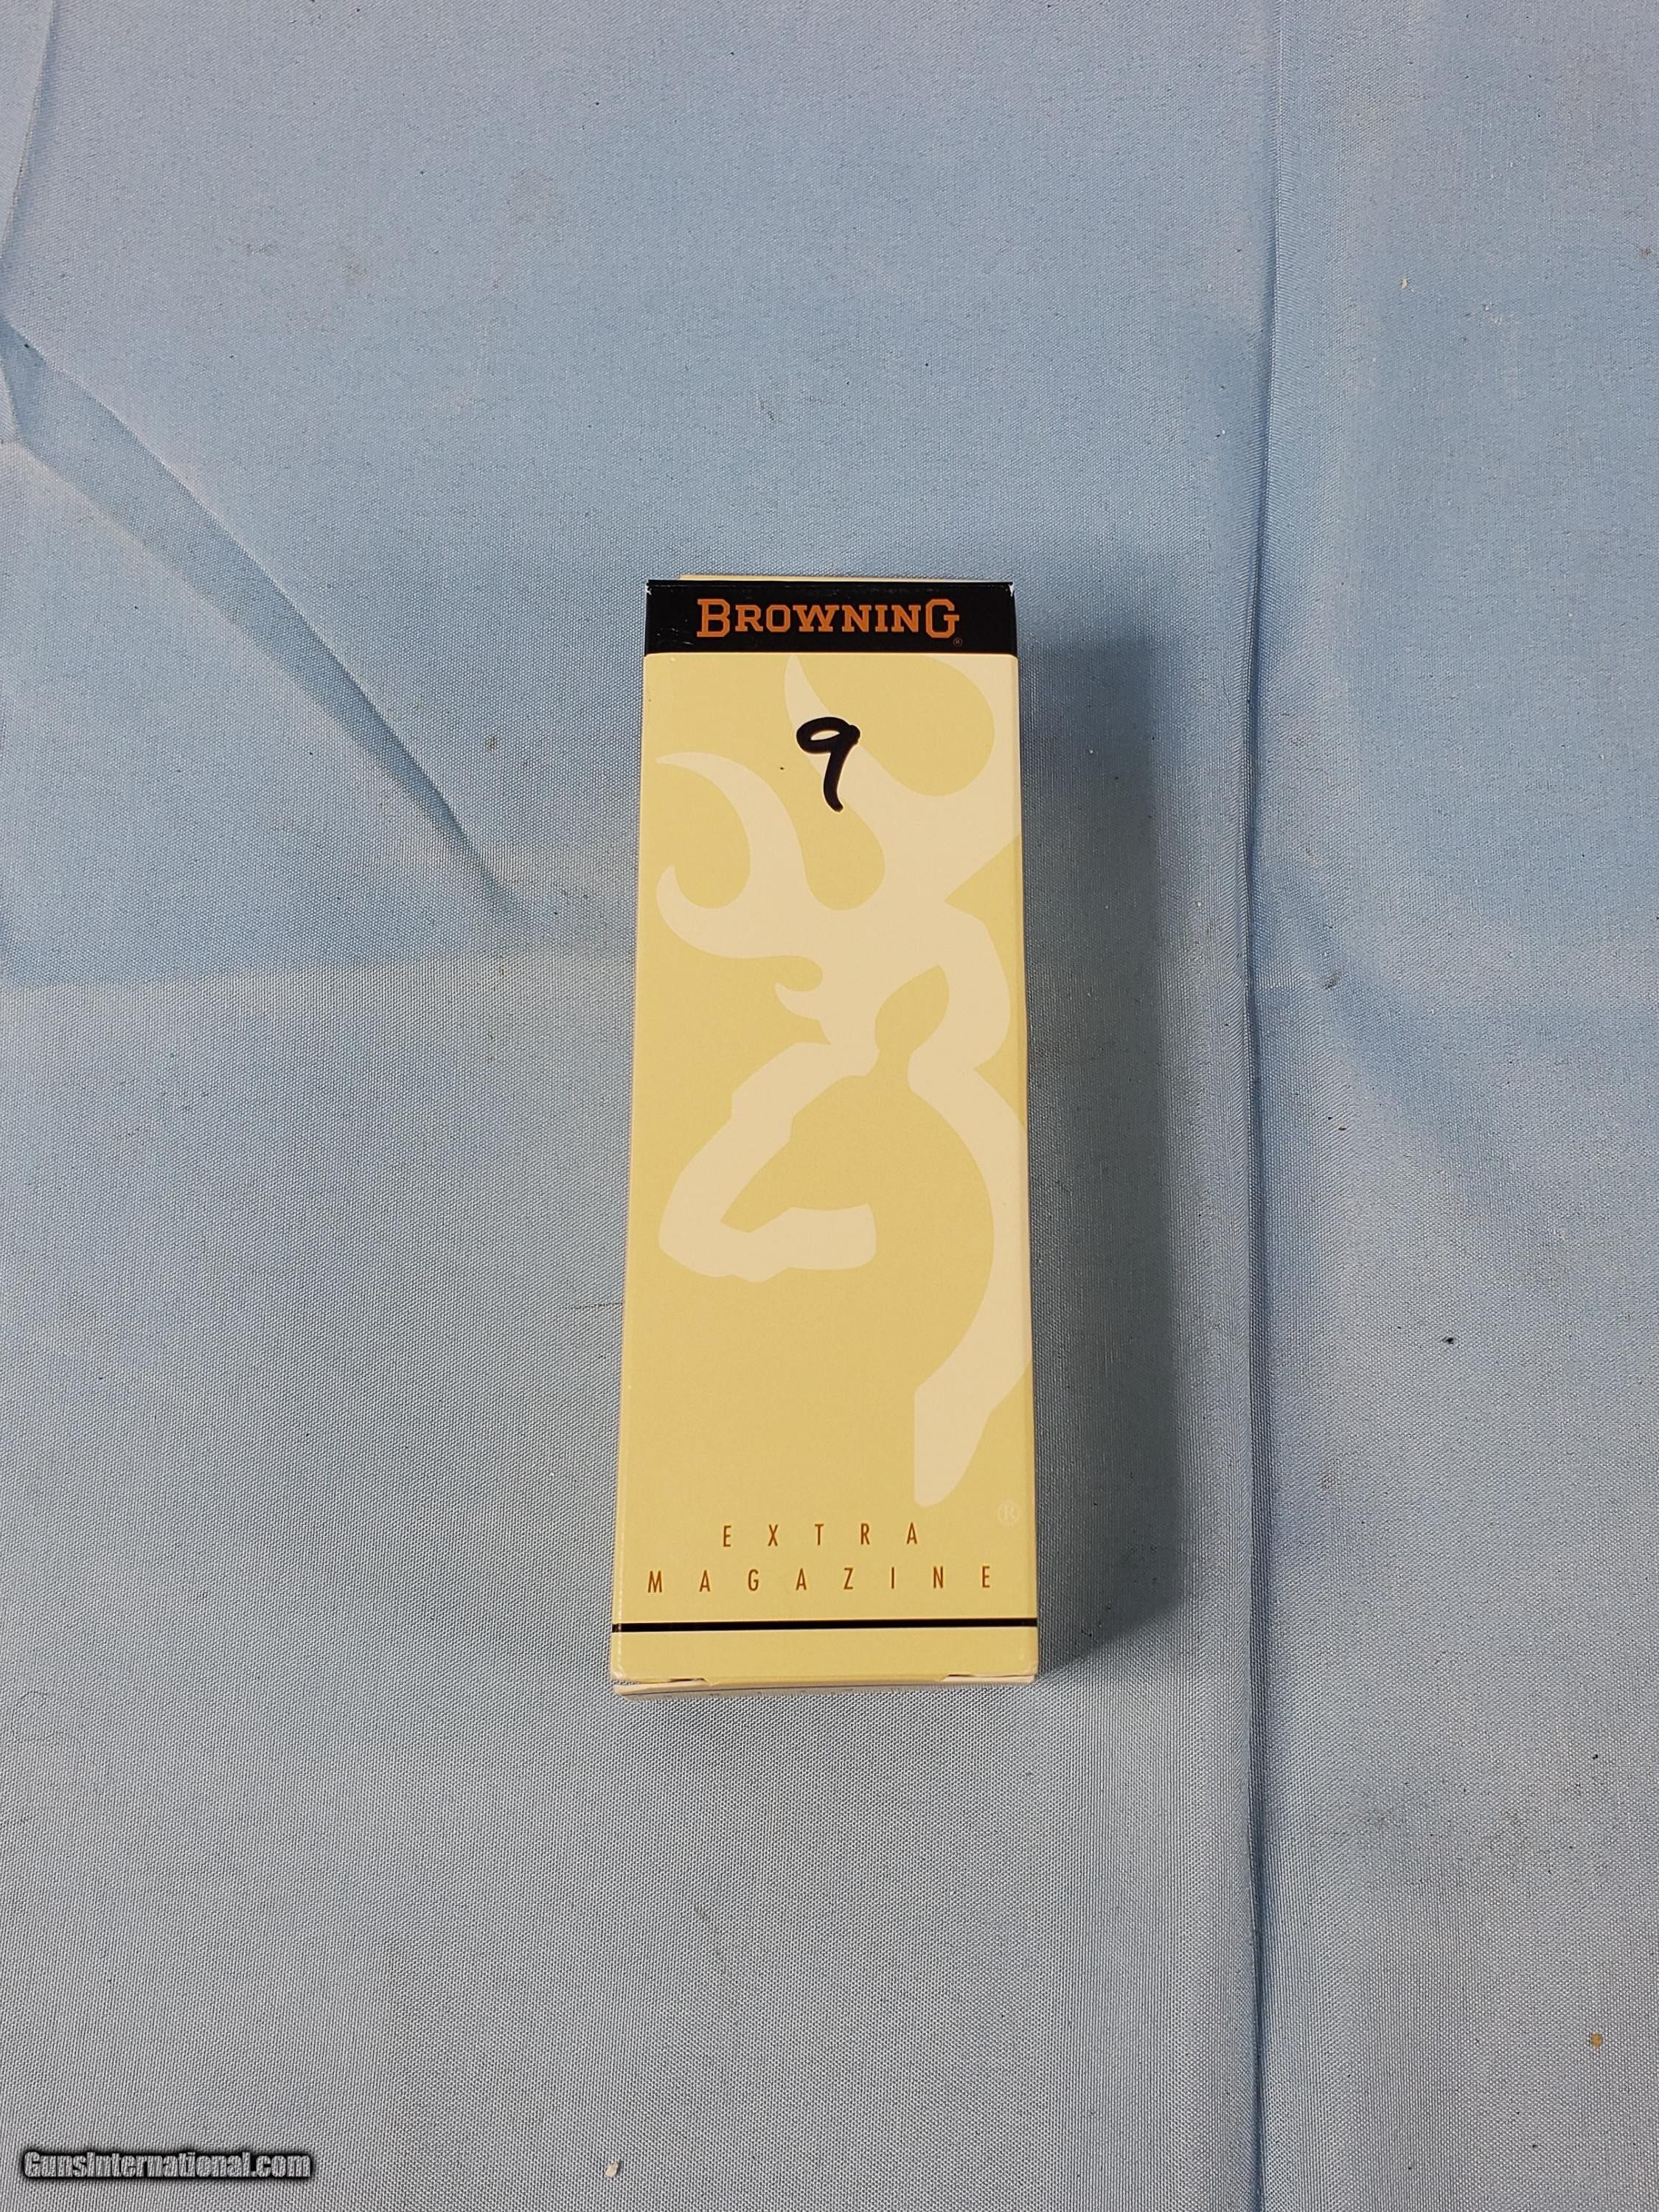 BROWNING®
9
®
EXTRA
MAGAZINE
GunsInternational.com